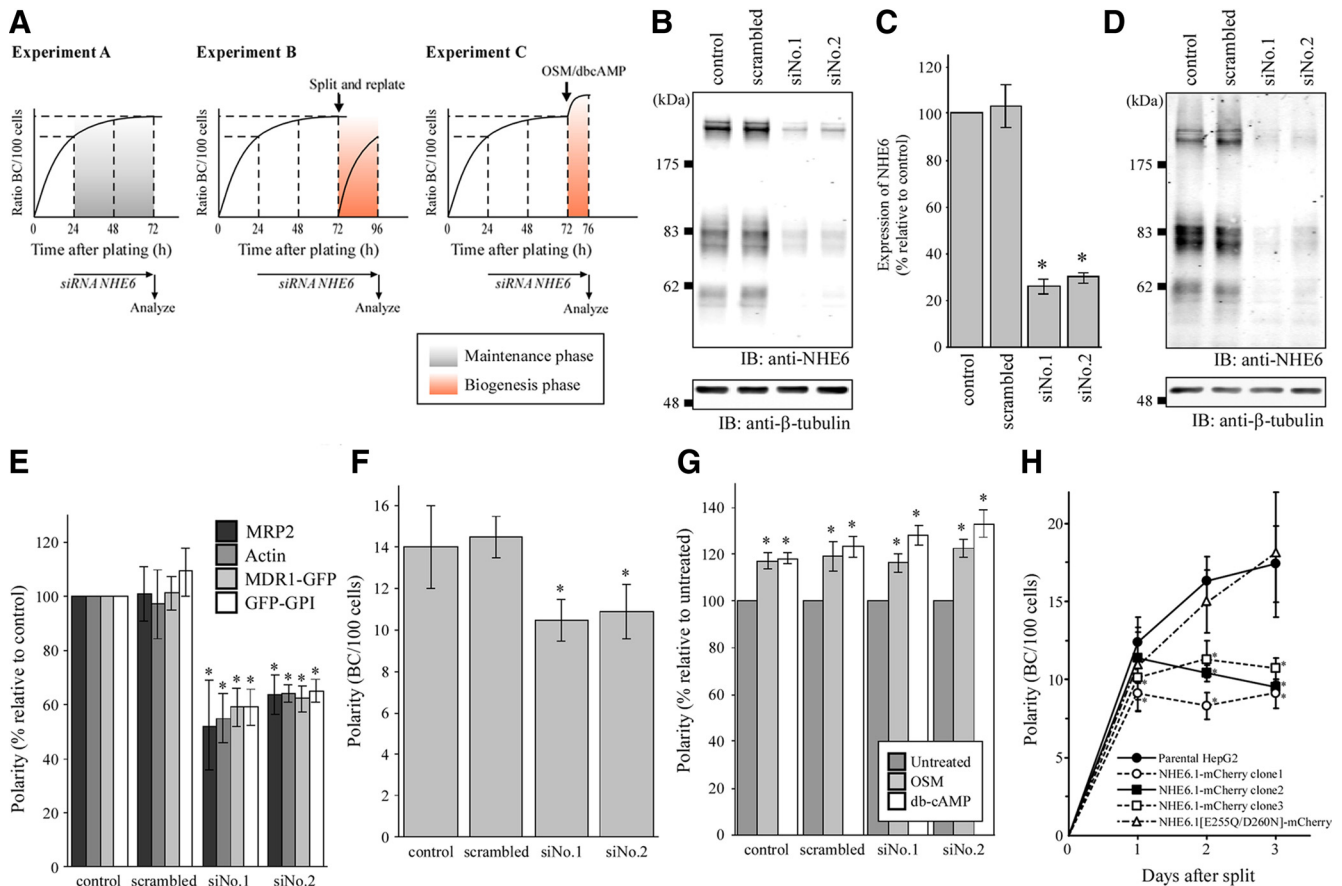 A
Experiment A
Experiment B
Experiment C
Split and replate
OSM/dbcAMP
Ratio BC/100 cells
Ratio BC/100 cells
Ratio BC/100 cells
0 24 48 72
0 24 48 72 96
0 24 48 72 76
Time after plating (h)
Time after plating (h)
Time after plating (h)
siRNA NHE6
siRNA NHE6
siRNA NHE6
Analyze
Analyze
Analyze
Maintenance phase
Biogenesis phase
B
control
scrambled
siNo.1
siNo.2
(kDa)
175
83
62
IB: anti-NHE6
48
IB: anti-β-tubulin
C
Expression of NHE6
(% relative to control)
120
100
80
60
40
20
0
* *
control
scrambled
siNo.1
siNo.2
D
control
scrambled
siNo.1
siNo.2
(kDa)
175
83
62
IB: anti-NHE6
48
IB: anti-β-tubulin
E
Polarity (% relative to control)
120
100
80
60
40
20
0
MRP2
Actin
MDR1-GFP
GFP-GPI
* * * * * * * *
control scrambled siNo.1 siNo.2
F
Polarity (BC/100 cells)
16
14
12
10
8
6
4
2
0
* *
control scrambled siNo.1 siNo.2
G
Polarity (% relative to untreated)
140
120
100
80
60
40
20
0
* * * * * * * *
Untreated
OSM
db-cAMP
control scrambled siNo.1 siNo.2
H
Polarity (BC/100 cells)
20
15
10
5
0
* * * * * * * *
Parental HepG2
NHE6.1-mCherry clone1
NHE6.1-mCherry clone2
NHE6.1-mCherry clone3
NHE6.1[E255Q/D260N]-mCherry
0 1 2 3
Days after split